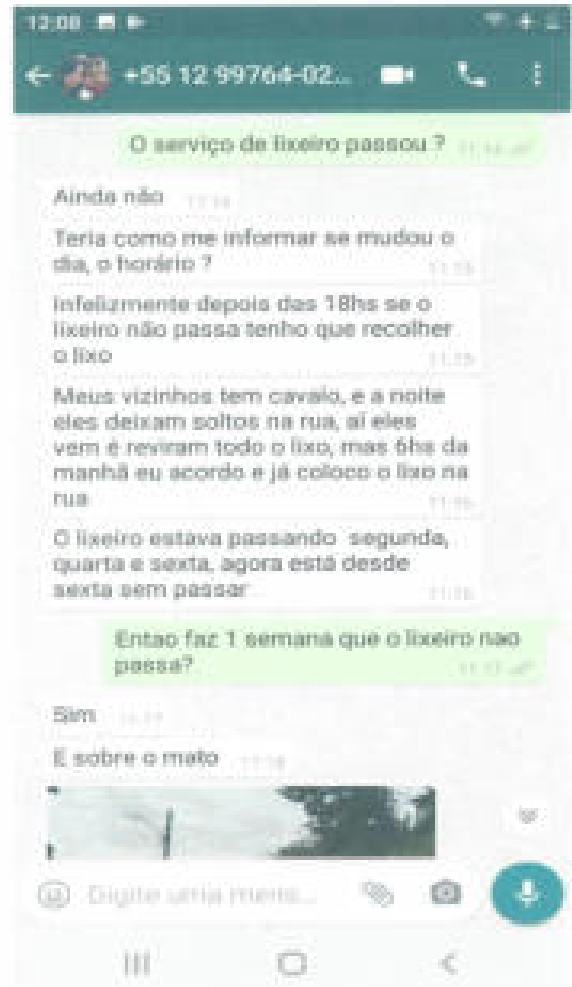 12:08
+55 12 99764-02...
O serviço de lixeiro passou ?
Ainda não
Teria como me informar se mudou o
dia, o horário ?
Infelizmente depois das 18hs se o
lixeiro não passa tenho que recolher
o lixo
Meus vizinhos tem cavalo, e a noite
eles deixam soltos na rua, aí eles
vem é reviram todo o lixo, mas 6hs da
manhã eu acordo e já coloco o lixo na
rua
O lixeiro estava passando segunda,
quarta e sexta, agora está desde
sexta sem passar
Entao faz 1 semana que o lixeiro nao
passa?
Sim
E sobre o mato
Digite uma mens...